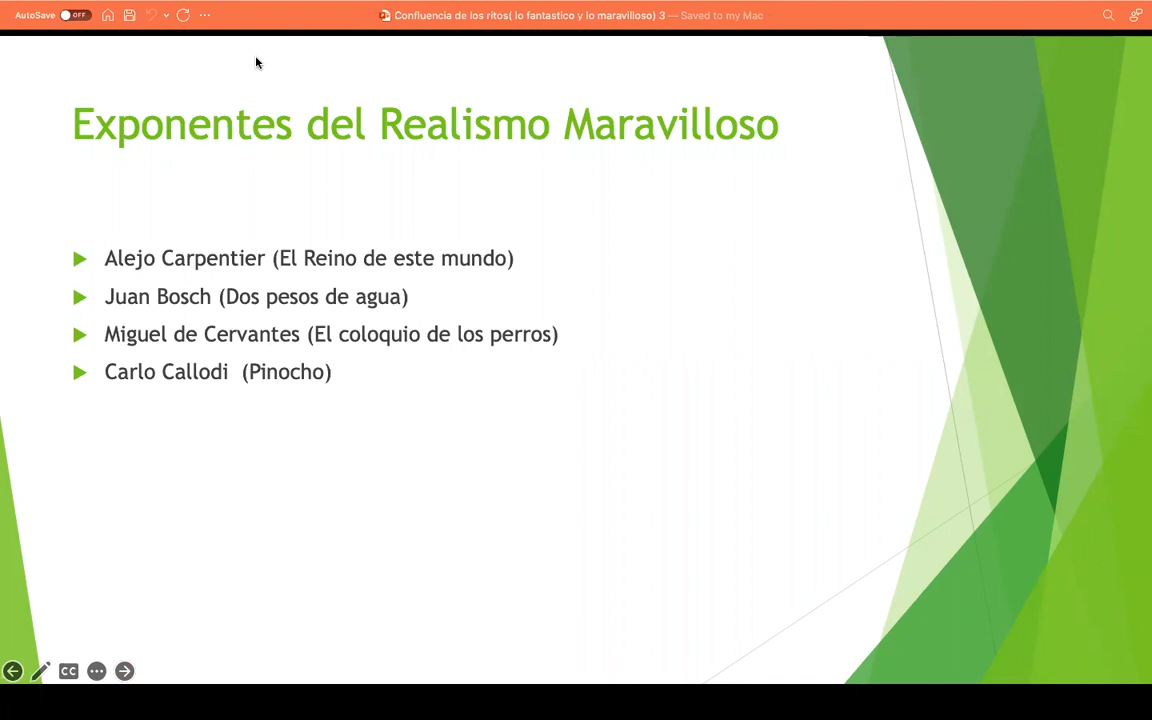 AutoSave OFF
Confluencia de los ritos( lo fantastico y lo maravilloso) 3 — Saved to my Mac
Exponentes del Realismo Maravilloso
Alejo Carpentier (El Reino de este mundo)
Juan Bosch (Dos pesos de agua)
Miguel de Cervantes (El coloquio de los perros)
Carlo Callodi (Pinocho)
CC